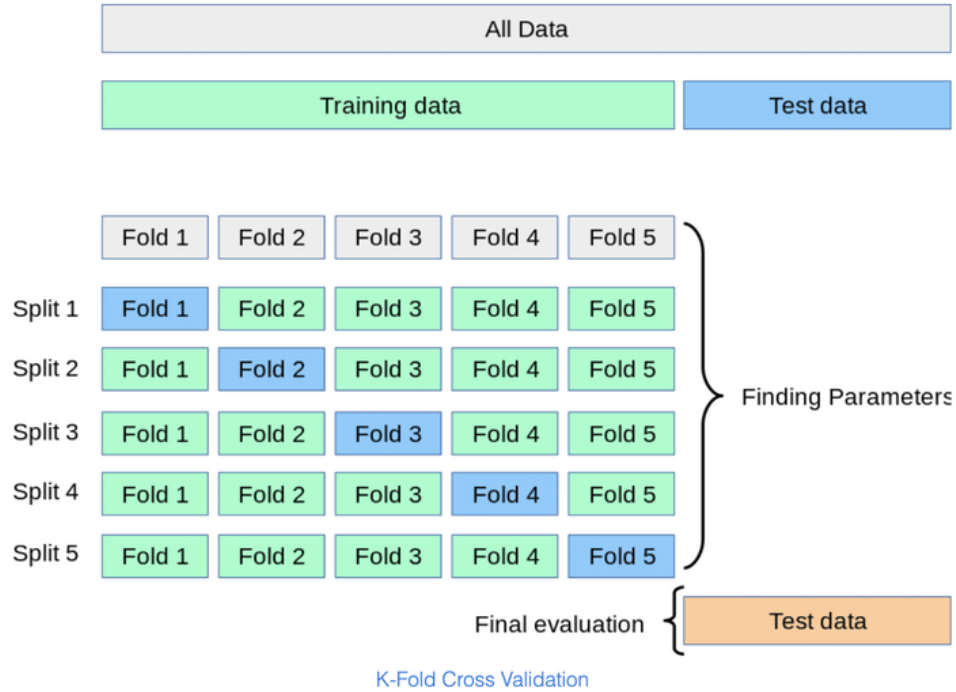 All Data
Training data Test data
Fold 1 Fold 2 Fold 3 Fold 4 Fold 5
Split 1 Fold 1 Fold 2 Fold 3 Fold 4 Fold 5
Split 2 Fold 1 Fold 2 Fold 3 Fold 4 Fold 5
Finding Parameters
Split 3 Fold 1 Fold 2 Fold 3 Fold 4 Fold 5
Split 4 Fold 1 Fold 2 Fold 3 Fold 4 Fold 5
Split 5 Fold 1 Fold 2 Fold 3 Fold 4 Fold 5
Final evaluation Test data
K-Fold Cross Validation